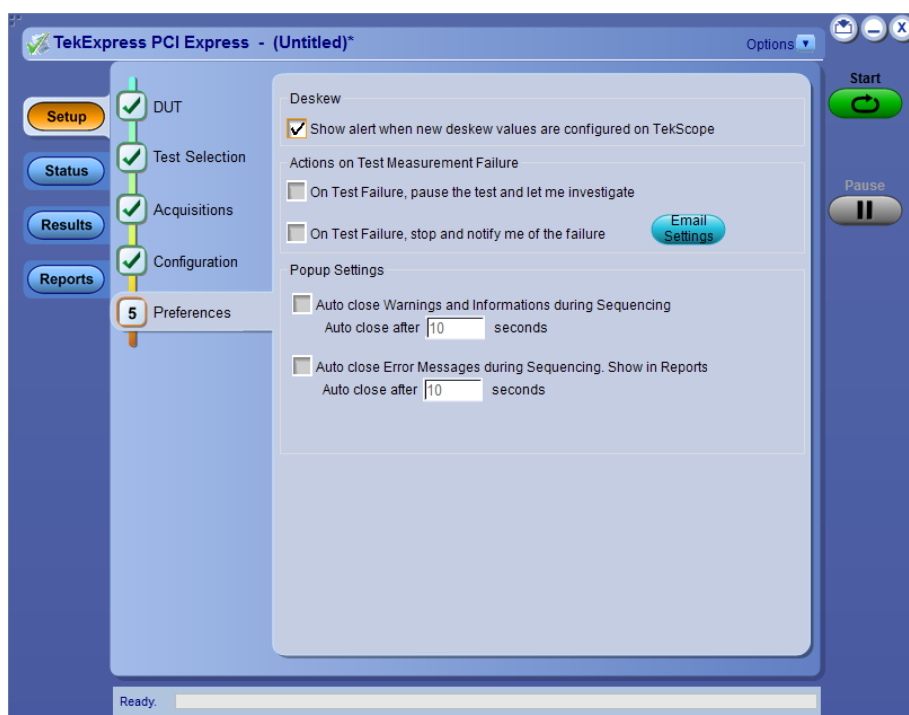 TekExpress PCI Express - (Untitled)*
Options
X
Start
Pause
Setup
Status
Results
Reports
DUT
Test Selection
Acquisitions
Configuration
5 Preferences
Deskew
Show alert when new deskew values are configured on TekScope
Actions on Test Measurement Failure
On Test Failure, pause the test and let me investigate
On Test Failure, stop and notify me of the failure
Email
Settings
Popup Settings
Auto close Warnings and Informations during Sequencing
Auto close after 10 seconds
Auto close Error Messages during Sequencing. Show in Reports
Auto close after 10 seconds
Ready.